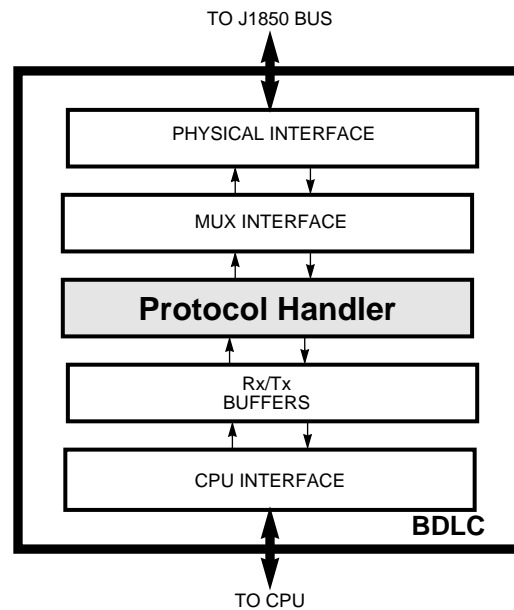 TO J1850 BUS
PHYSICAL INTERFACE
MUX INTERFACE
Protocol Handler
Rx/Tx
BUFFERS
CPU INTERFACE
BDLC
TO CPU